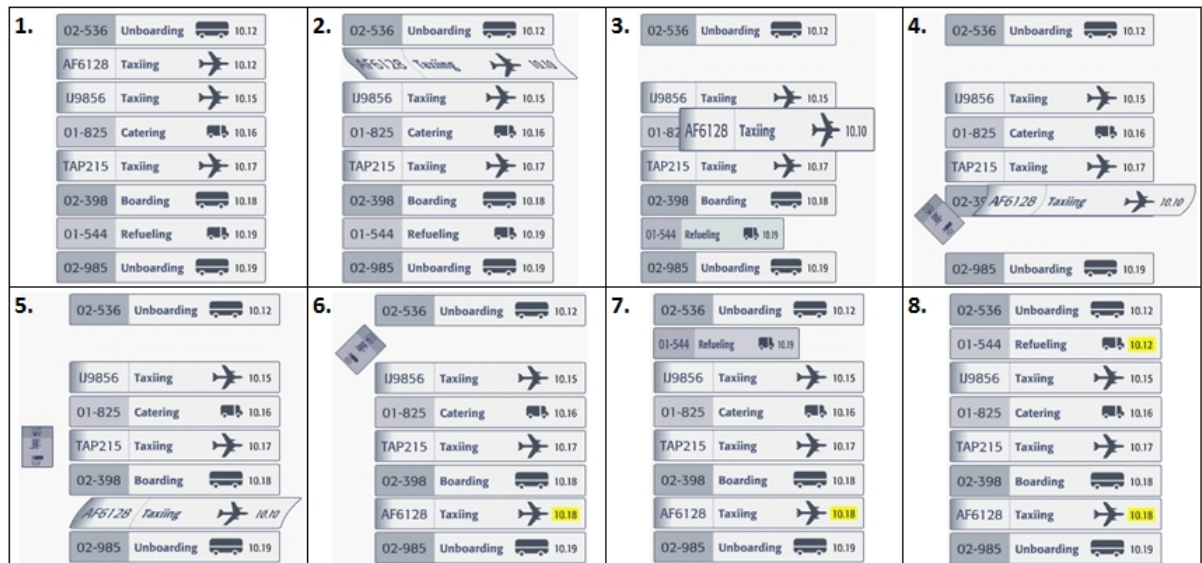 1.
02-536 Unboarding 10.12
AF6128 Taxiing 10.12
IJ9856 Taxiing 10.15
01-825 Catering 10.16
TAP215 Taxiing 10.17
02-398 Boarding 10.18
01-544 Refueling 10.19
02-985 Unboarding 10.19
2.
02-536 Unboarding 10.12
AF6128 Taxiing 10.10
IJ9856 Taxiing 10.15
01-825 Catering 10.16
TAP215 Taxiing 10.17
02-398 Boarding 10.18
01-544 Refueling 10.19
02-985 Unboarding 10.19
3.
02-536 Unboarding 10.12
IJ9856 Taxiing 10.15
01-82
AF6128 Taxiing 10.10
TAP215 Taxiing 10.17
02-398 Boarding 10.18
01-544 Refueling 10.19
02-985 Unboarding 10.19
4.
02-536 Unboarding 10.12
IJ9856 Taxiing 10.15
01-825 Catering 10.16
TAP215 Taxiing 10.17
02-39 AF6128 Taxiing 10.10
02-985 Unboarding 10.19
5.
02-536 Unboarding 10.12
IJ9856 Taxiing 10.15
01-825 Catering 10.16
TAP215 Taxiing 10.17
02-398 Boarding 10.18
AF6128 Taxiing 10.10
02-985 Unboarding 10.19
6.
02-536 Unboarding 10.12
IJ9856 Taxiing 10.15
01-825 Catering 10.16
TAP215 Taxiing 10.17
02-398 Boarding 10.18
AF6128 Taxiing 10.18
02-985 Unboarding 10.19
7.
02-536 Unboarding 10.12
01-544 Refueling 10.19
IJ9856 Taxiing 10.15
01-825 Catering 10.16
TAP215 Taxiing 10.17
02-398 Boarding 10.18
AF6128 Taxiing 10.18
02-985 Unboarding 10.19
8.
02-536 Unboarding 10.12
01-544 Refueling 10.12
IJ9856 Taxiing 10.15
01-825 Catering 10.16
TAP215 Taxiing 10.17
02-398 Boarding 10.18
AF6128 Taxiing 10.18
02-985 Unboarding 10.19